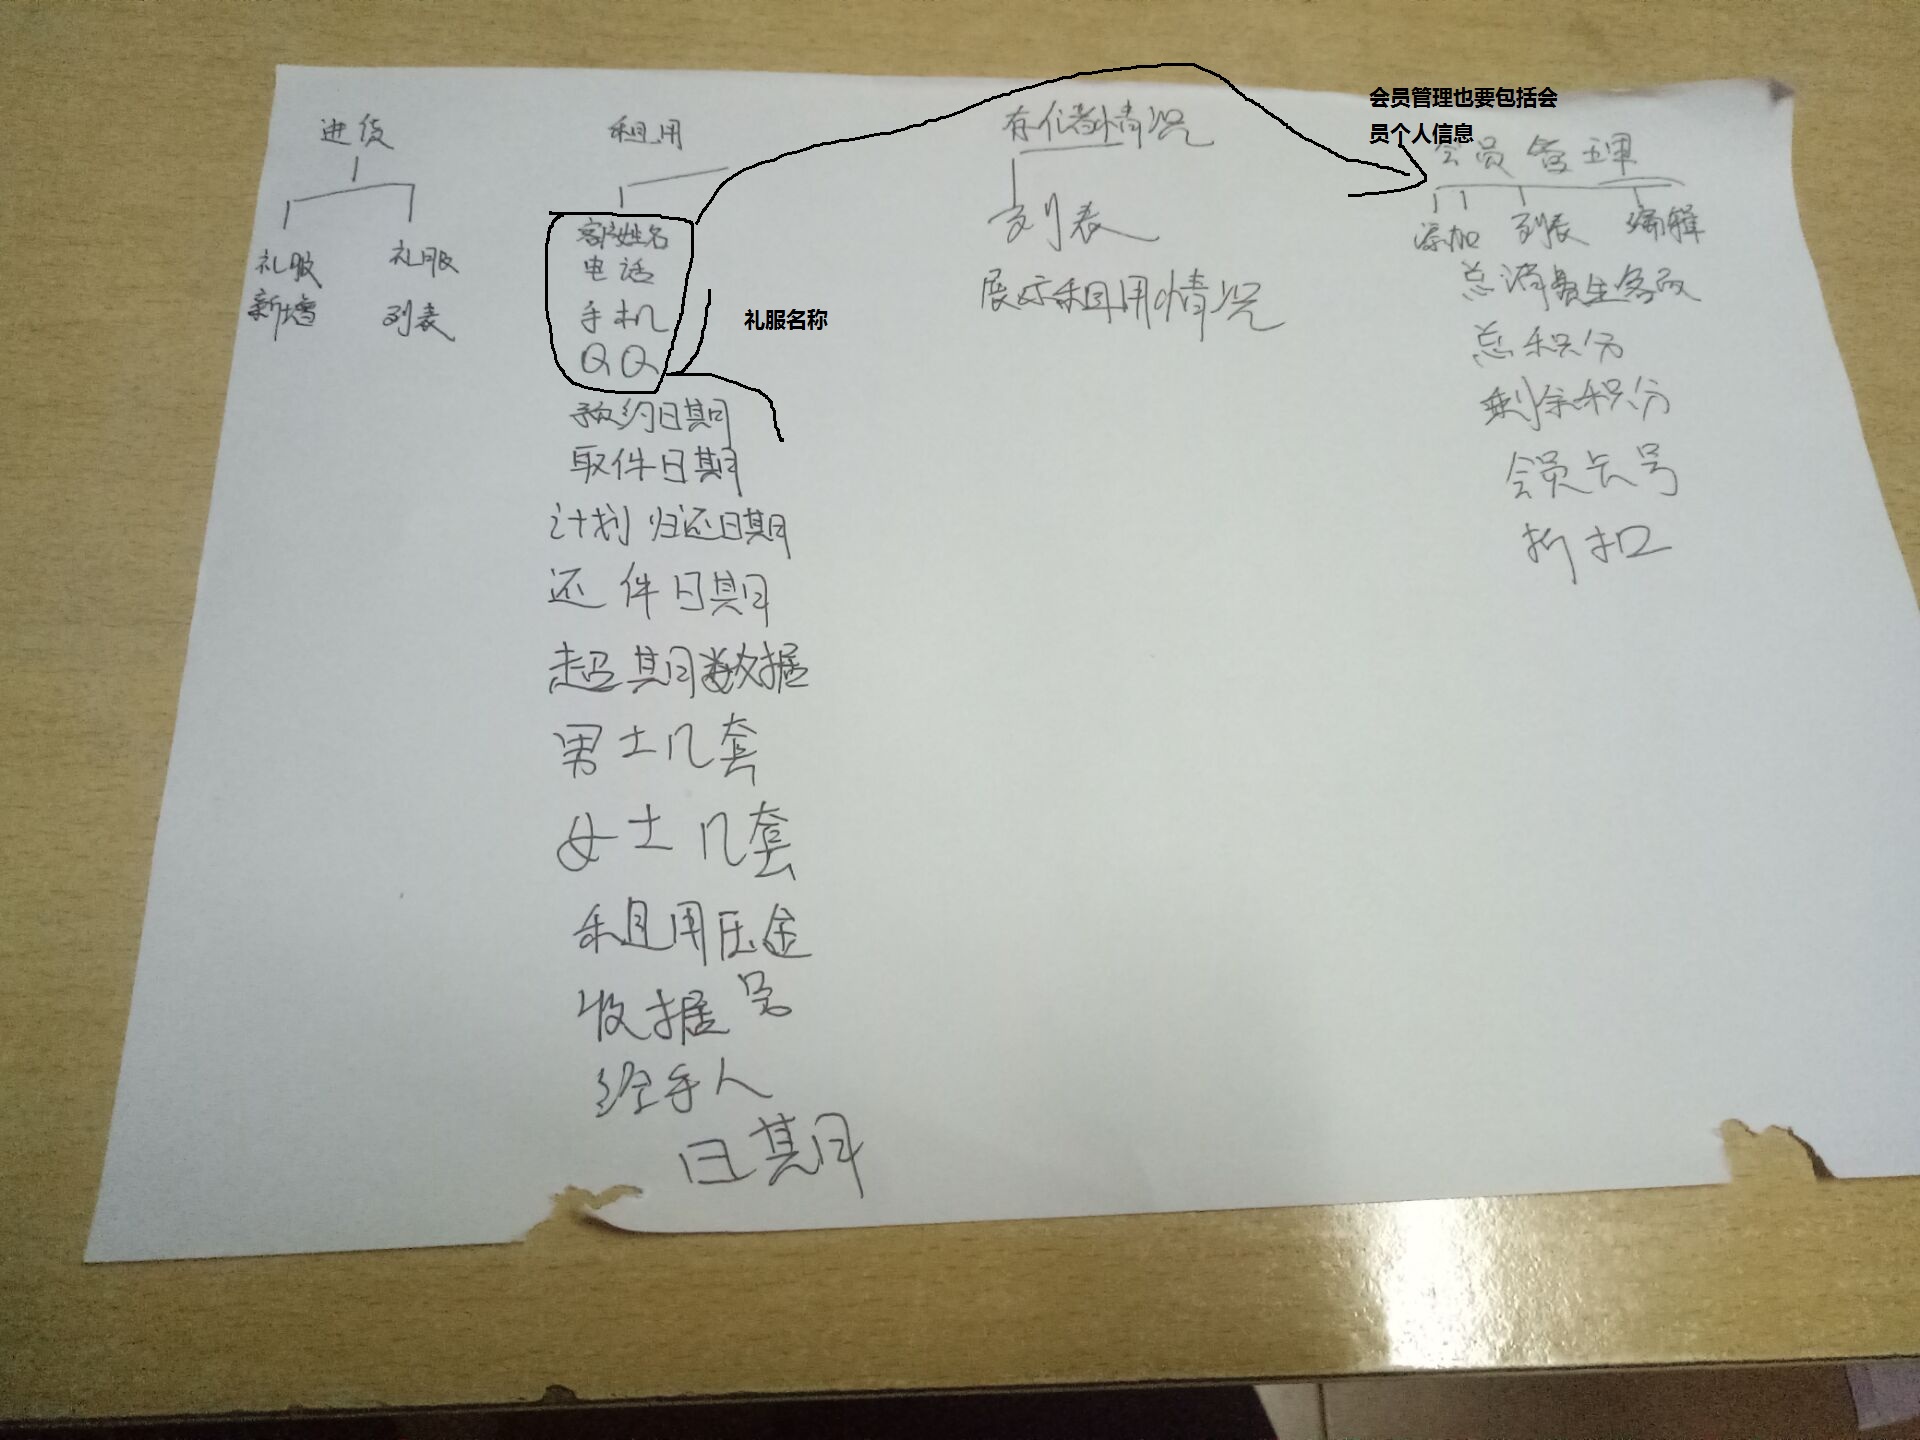 进货
礼服
新增
礼服
列表
租用
客户姓名
电话
手机
QQ
礼服名称
预约日期
取件日期
计划归还日期
还件日期
超期数据
男士几套
女士几套
租用压金
收据号
经手人
日期
存储情况
列表
展示租用情况
会员管理也要包括会
员个人信息
会员管理
添加 列表 编辑
总消费
总积分
剩余积分
会员卡号
折扣